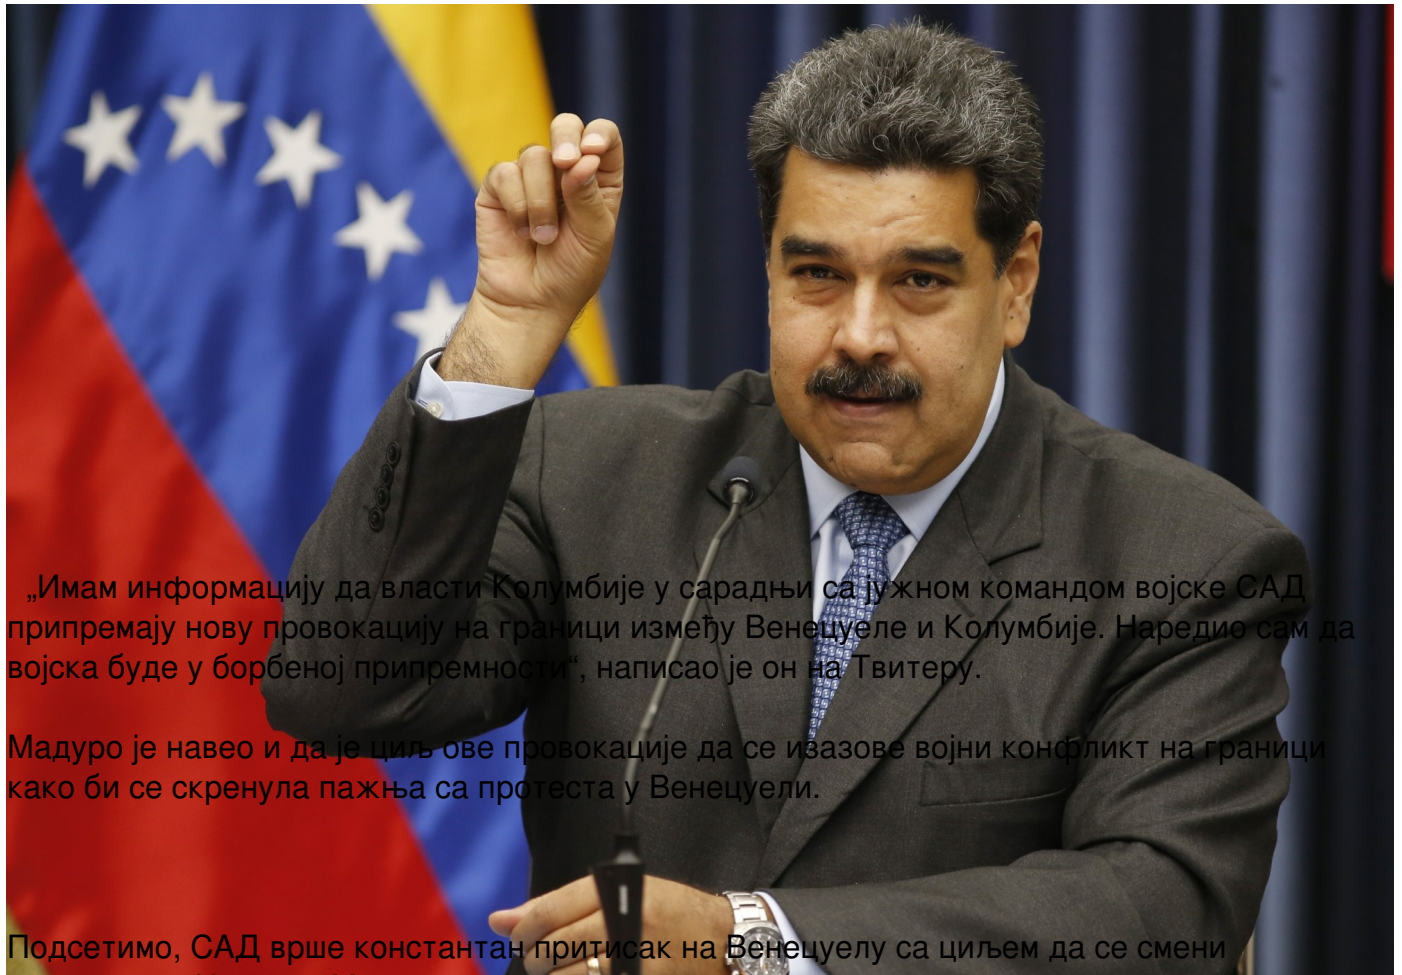 „Имам информацију да власти Колумбије у сарадњи са јужном командом војске САД
припремају нову провокацију на граници између Венецуеле и Колумбије. Наредио сам да
војска буде у борбеној припремности“, написао је он на Твитеру.
Мадуро је навео и да је циљ ове провокације да се изазове војни конфликт на граници
како би се скренула пажња са протеста у Венецуели.
Подсетимо, САД врше константан притисак на Венецуелу са циљем да се смени